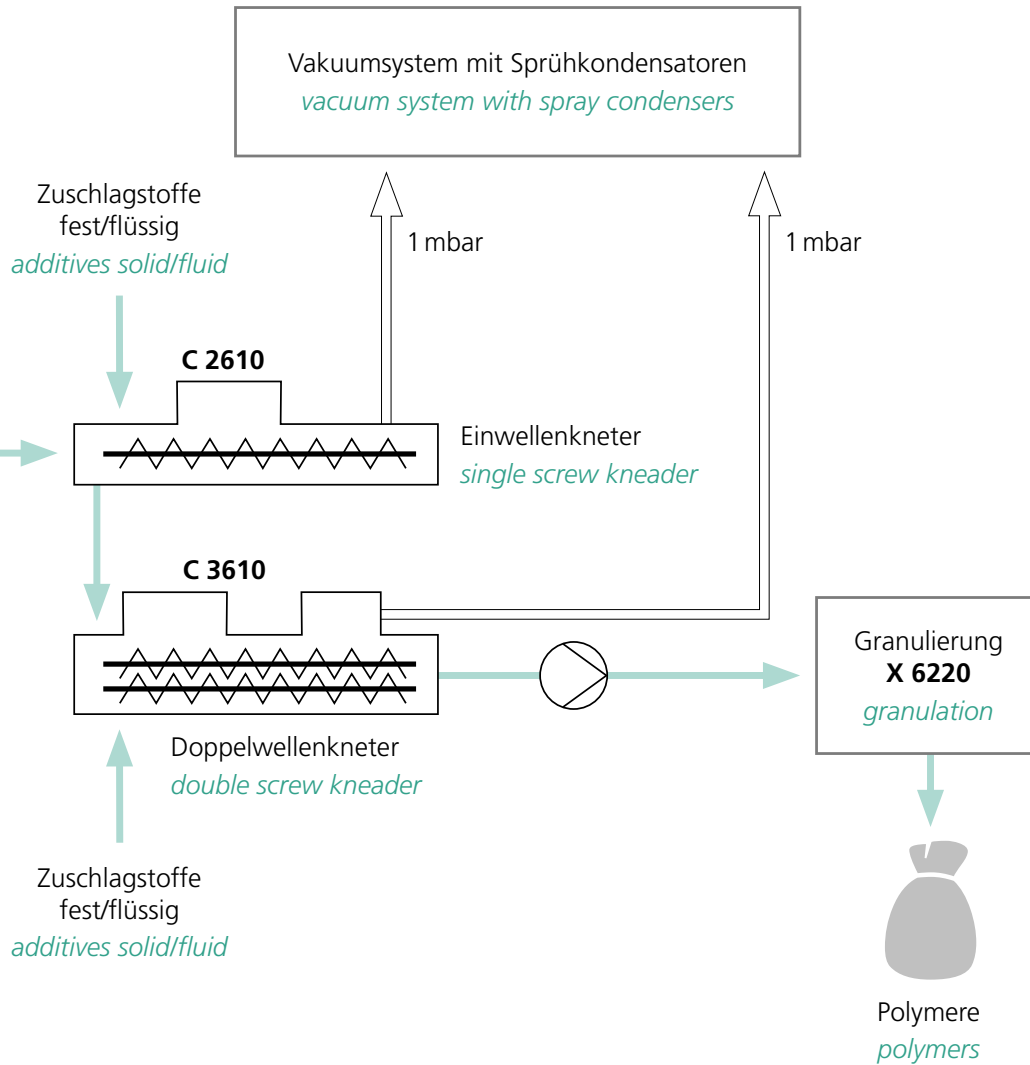 Vakuumsystem mit Sprühkondensatoren
vacuum system with spray condensers
Zuschlagstoffe
fest/flüssig
additives solid/fluid
1 mbar
1 mbar
C 2610
Einwellenkneter
single screw kneader
C 3610
Doppelwellenkneter
double screw kneader
Granulierung
X 6220
granulation
Zuschlagstoffe
fest/flüssig
additives solid/fluid
Polymere
polymers